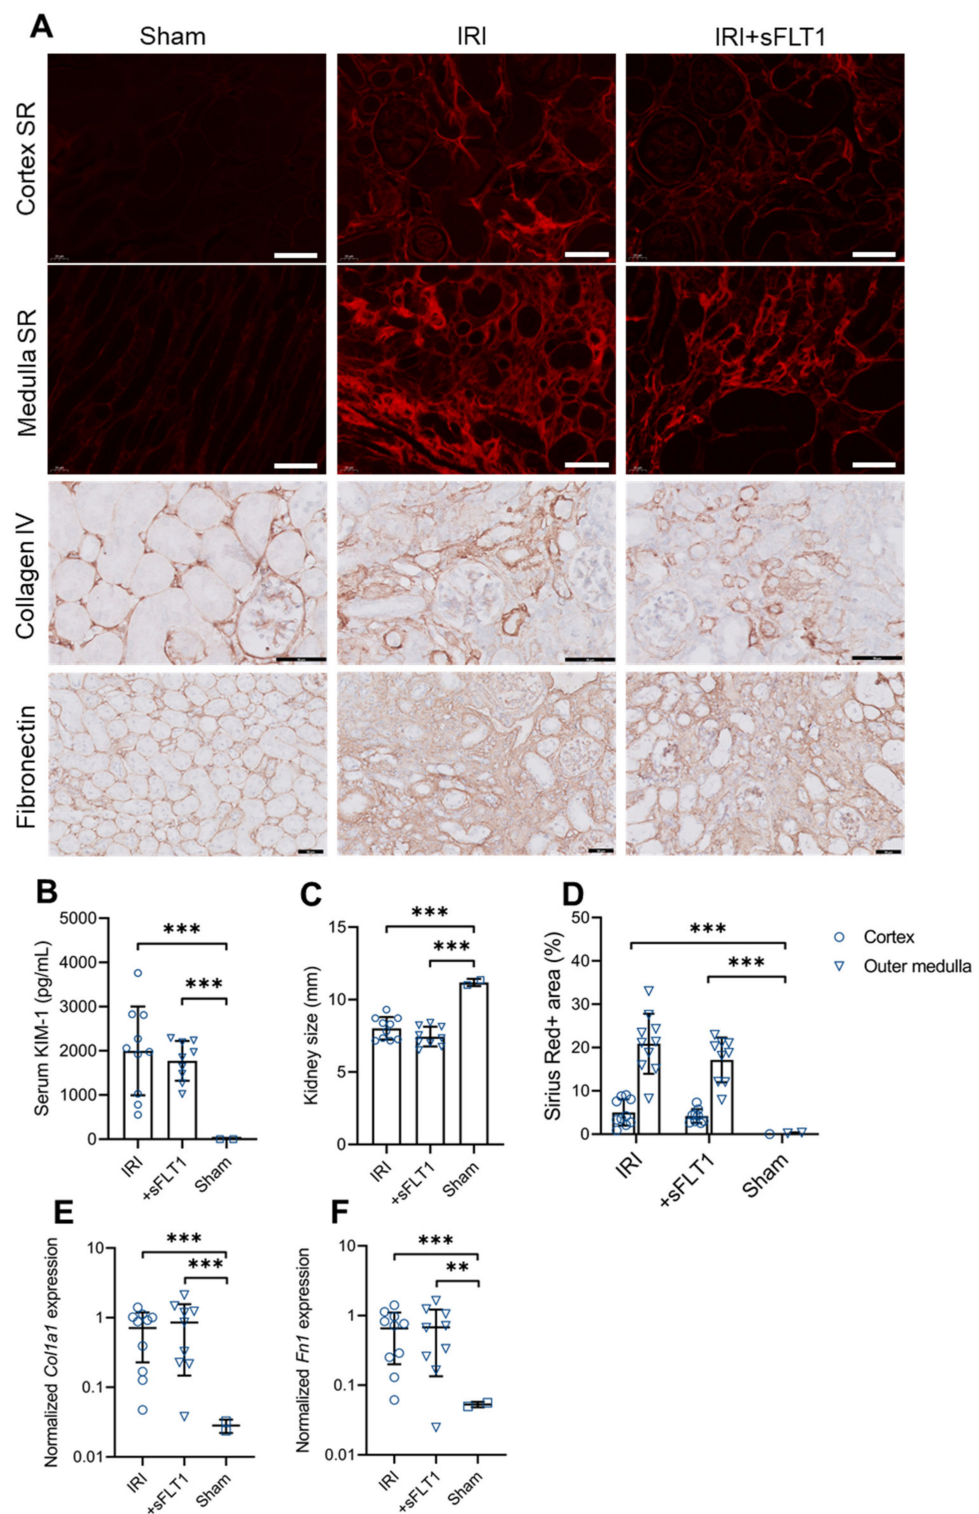 A
Sham
IRI
IRI+sFLT1
Cortex SR
Medulla SR
Collagen IV
Fibronectin
B
Serum KIM-1 (pg/mL)
5000
4000
3000
2000
1000
0
***
***
IRI
+sFLT1
Sham
C
Kidney size (mm)
15
10
5
0
***
***
IRI
+sFLT1
Sham
D
Sirius Red+ area (%)
50
40
30
20
10
0
***
***
IRI
+sFLT1
Sham
Cortex
Outer medulla
E
Normalized Col1a1 expression
10
1
0.1
0.01
***
***
IRI
+sFLT1
Sham
F
Normalized Fn1 expression
10
1
0.1
0.01
***
**
IRI
+sFLT1
Sham